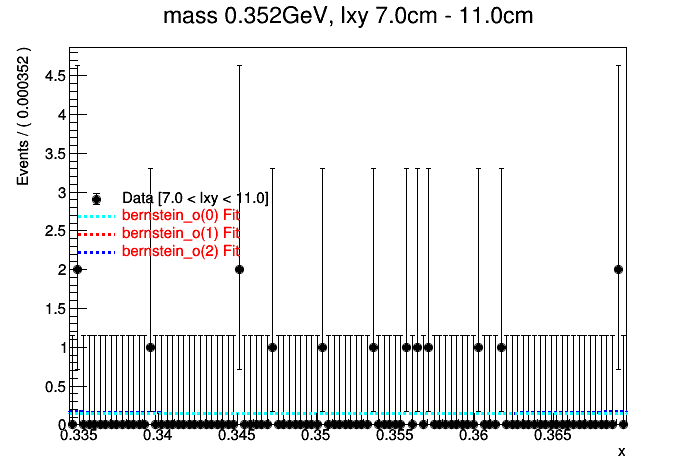 mass 0.352GeV, lxy 7.0cm - 11.0cm
Events / ( 0.000352 )
4.5
4
3.5
3
2.5
2
1.5
1
0.5
0
Data [7.0 < lxy < 11.0]
bernstein_o(0) Fit
bernstein_o(1) Fit
bernstein_o(2) Fit
0.335 0.34 0.345 0.35 0.355 0.36 0.365
x